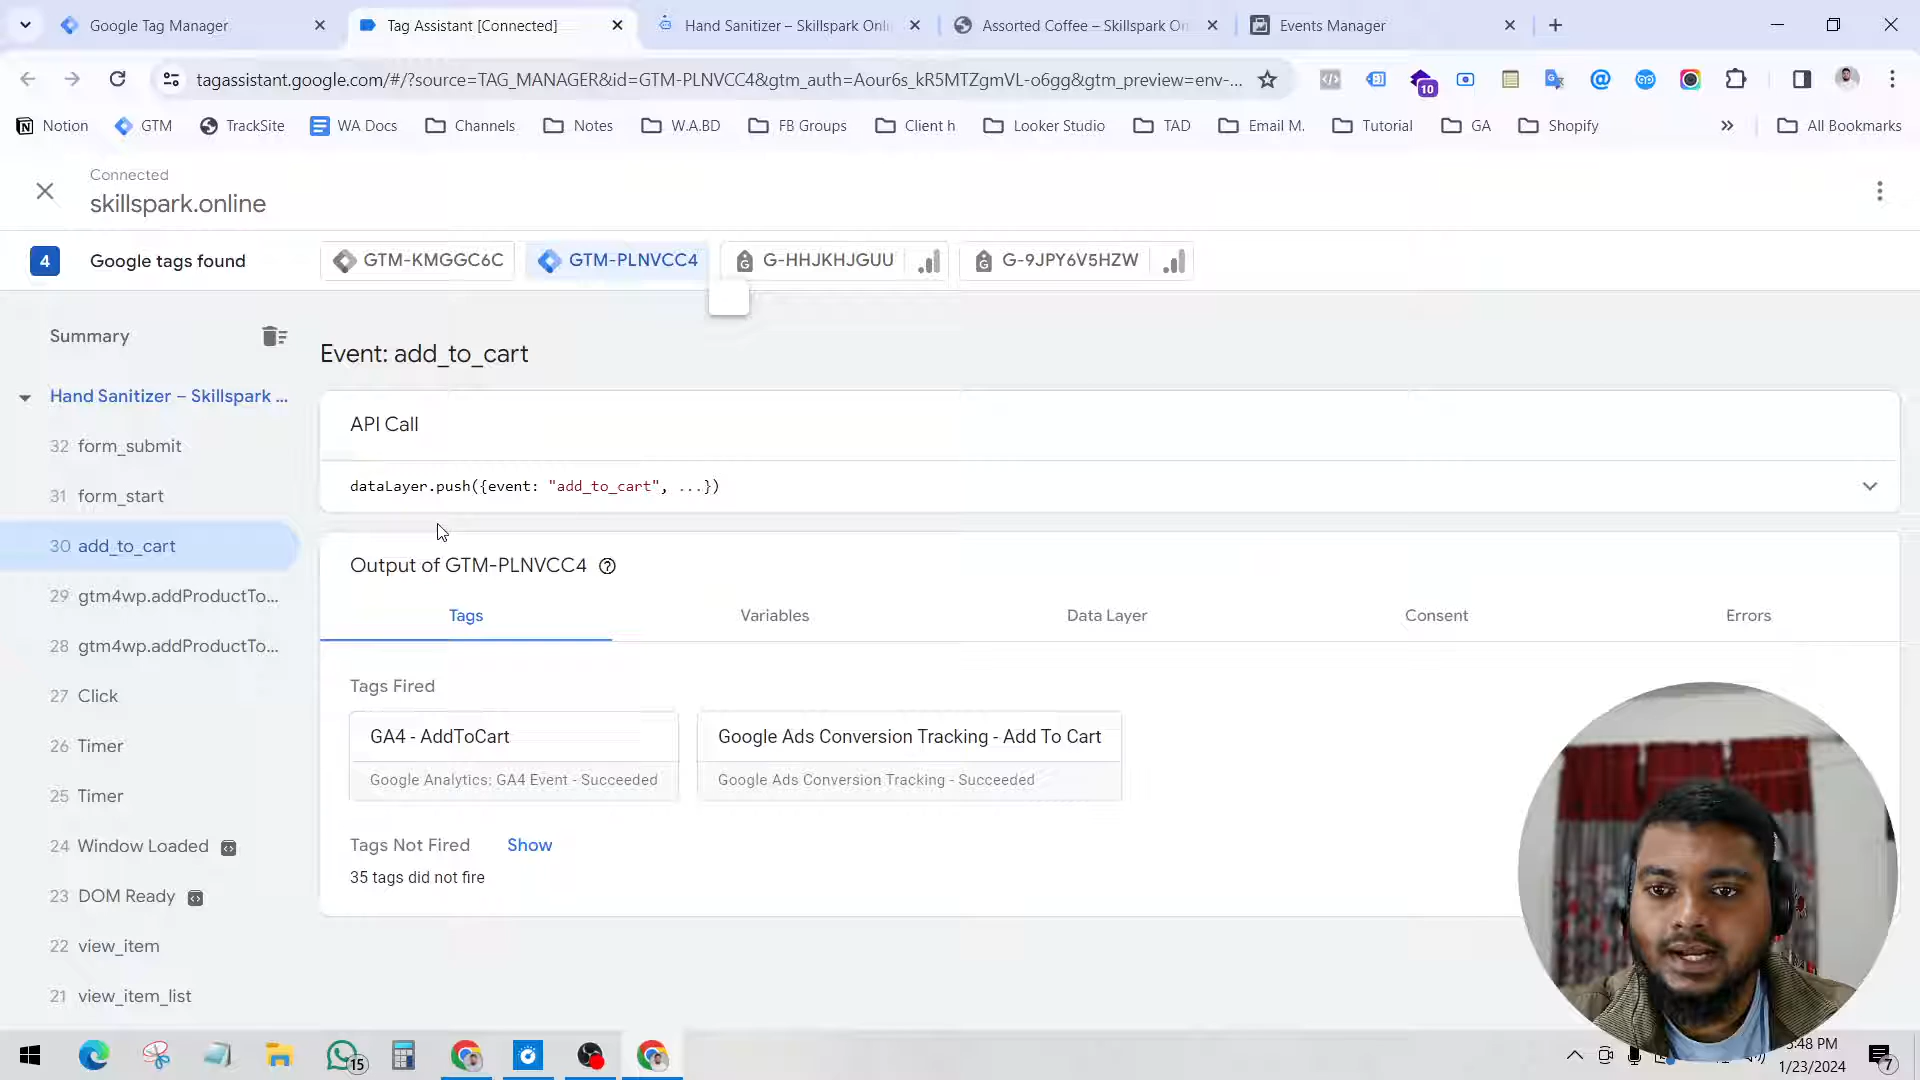 Google Tag Manager
Tag Assistant [Connected]
Hand Sanitizer – Skillspark Onli
Assorted Coffee – Skillspark On
Events Manager
tagassistant.google.com/#/?source=TAG_MANAGER&id=GTM-PLNVCC4&gtm_auth=Aour6s_kR5MTZgmVL-o6gg&gtm_preview=env-...
10
Notion
GTM
TrackSite
WA Docs
Channels
Notes
W.A.BD
FB Groups
Client h
Looker Studio
TAD
Email M.
Tutorial
GA
Shopify
All Bookmarks
Connected
skillspark.online
4 Google tags found
GTM-KMGGC6C
GTM-PLNVCC4
G-HHJKHJGUU
G-9JPY6V5HZW
Summary
Hand Sanitizer – Skillspark ...
32 form_submit
31 form_start
30 add_to_cart
29 gtm4wp.addProductTo...
28 gtm4wp.addProductTo...
27 Click
26 Timer
25 Timer
24 Window Loaded
23 DOM Ready
22 view_item
21 view_item_list
Event: add_to_cart
API Call
dataLayer.push({event: "add_to_cart", ...})
Output of GTM-PLNVCC4
Tags
Variables
Data Layer
Consent
Errors
Tags Fired
GA4 - AddToCart
Google Analytics: GA4 Event - Succeeded
Google Ads Conversion Tracking - Add To Cart
Google Ads Conversion Tracking - Succeeded
Tags Not Fired Show
35 tags did not fire
15
:48 PM
1/23/2024
7